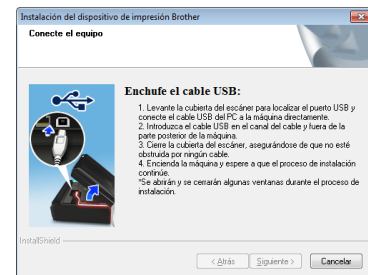 Instalación del dispositivo de impresión Brother
Conecte el equipo
Enchufe el cable USB:
1. Levante la cubierta del escáner para localizar el puerto USB y
conecte el cable USB del PC a la máquina directamente.
2. Introduzca el cable USB en el canal del cable y fuera de la
parte posterior de la máquina.
3. Cierre la cubierta del escáner, asegurándose de que no esté
obstruida por ningún cable.
4. Encienda la máquina y espere a que el proceso de instalación
continúe.
*Se abrirán y se cerrarán algunas ventanas durante el proceso de
instalación.
InstallShield
< Atrás
Siguiente >
Cancelar